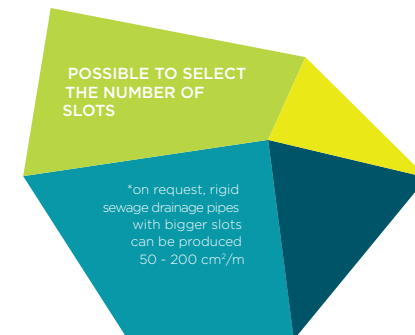 POSSIBLE TO SELECT
THE NUMBER OF
SLOTS
*on request, rigid
sewage drainage pipes
with bigger slots
can be produced
50 - 200 cm²/m